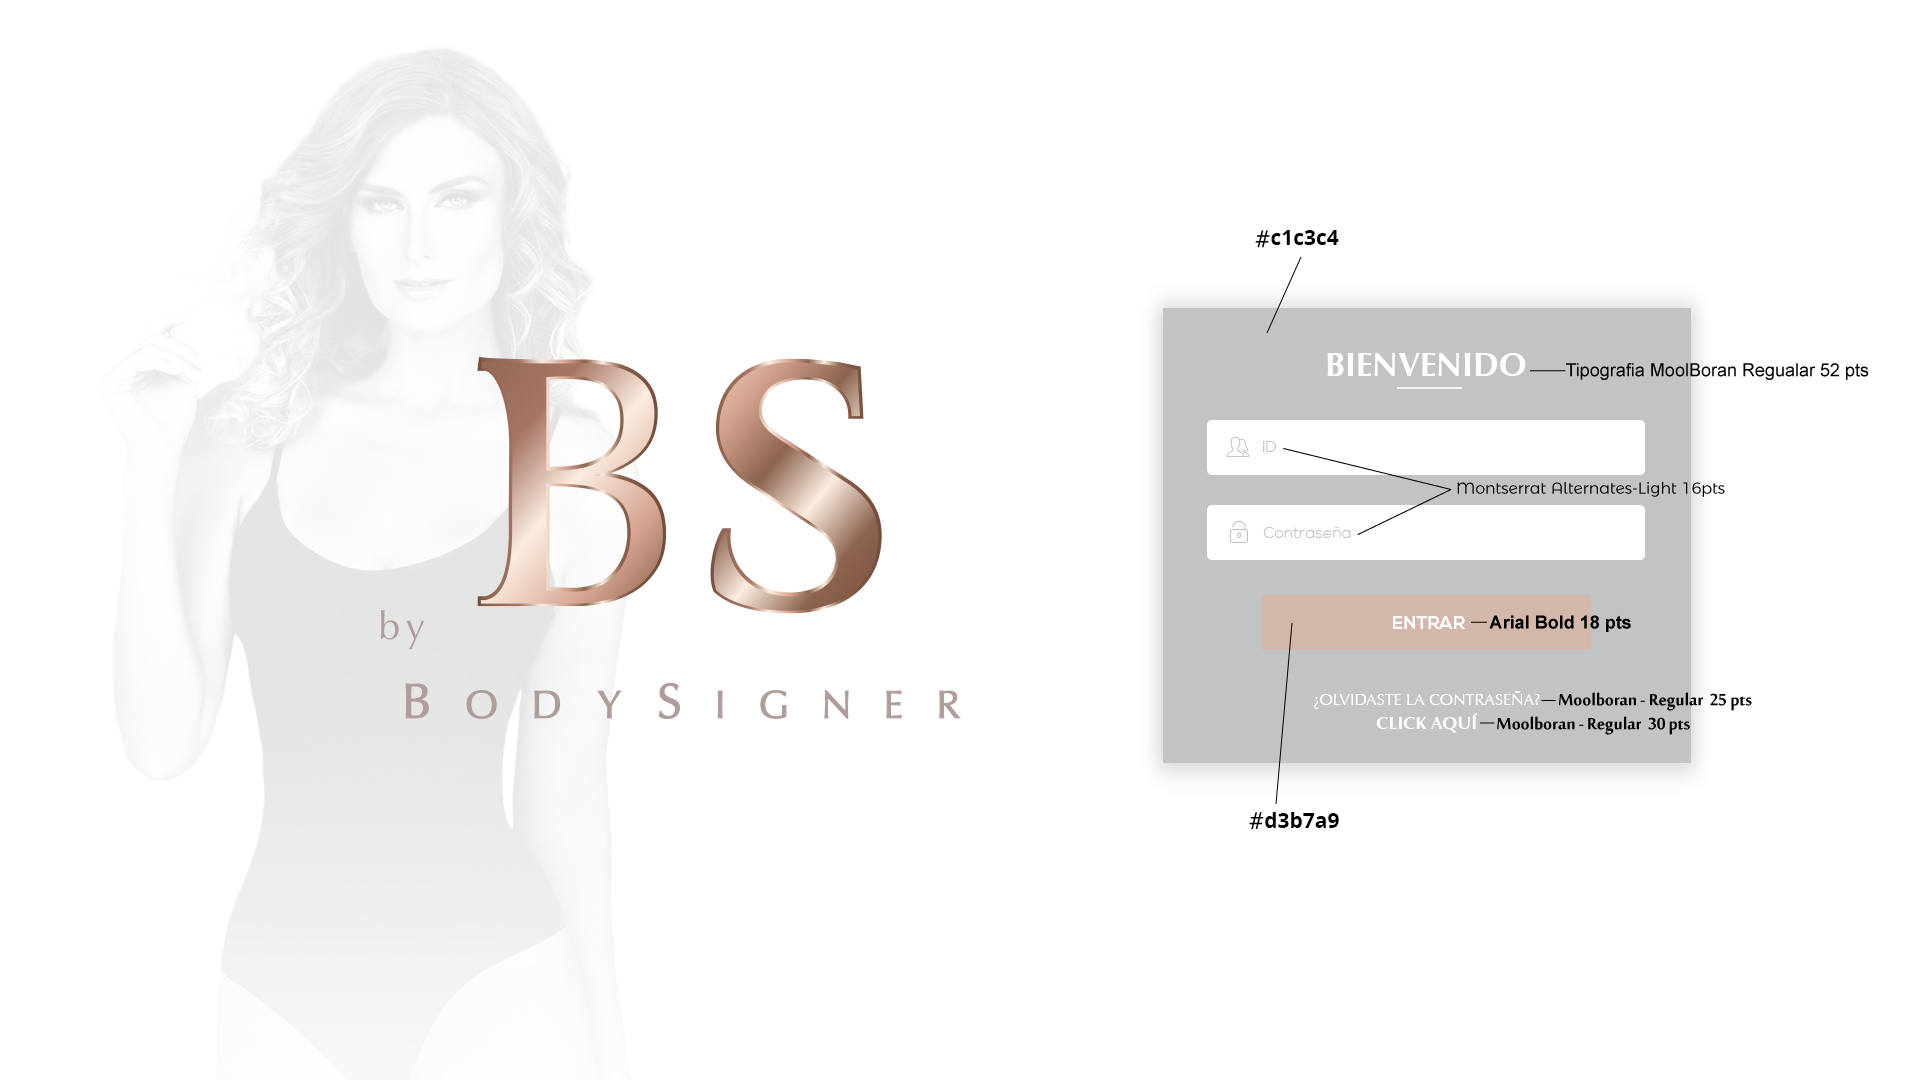 BS
by
BODYSIGNER
#c1c3c4
BIENVENIDO
Tipografia MoolBoran Regualar 52 pts
ID
Montserrat Alternates-Light 16pts
Contraseña
ENTRAR
Arial Bold 18 pts
¿OLVIDASTE LA CONTRASEÑA?
Moolboran - Regular 25 pts
CLICK AQUÍ
Moolboran - Regular 30 pts
#d3b7a9